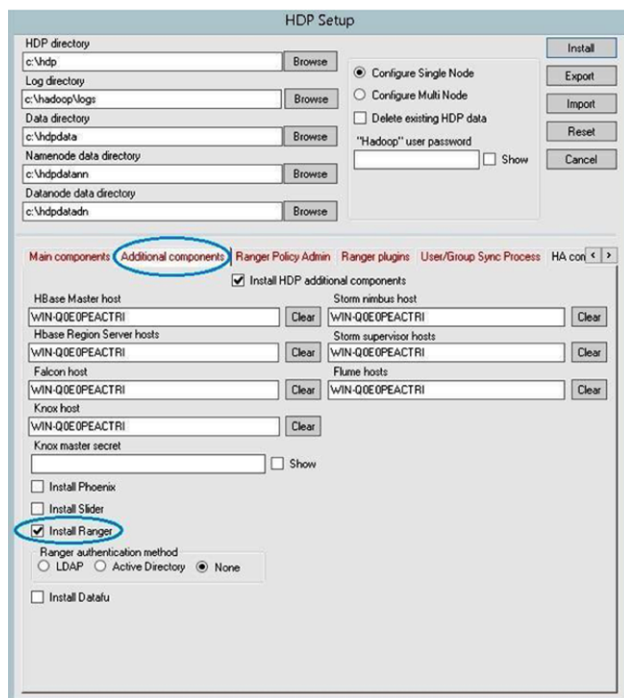 HDP Setup
HDP directory
c:\hdp
Browse
Log directory
c:\hadoop\logs
Browse
Data directory
c:\hdpdata
Browse
Namenode data directory
c:\hdpdatann
Browse
Datanode data directory
c:\hdpdatadn
Browse
Configure Single Node
Configure Multi Node
Delete existing HDP data
"Hadoop" user password
Show
Install
Export
Import
Reset
Cancel
Main components Additional components Ranger Policy Admin Ranger plugins User/Group Sync Process HA con < >
Install HDP additional components
HBase Master host
WIN-Q0E0PEACTRI
Clear
Storm nimbus host
WIN-Q0E0PEACTRI
Clear
Hbase Region Server hosts
WIN-Q0E0PEACTRI
Clear
Storm supervisor hosts
WIN-Q0E0PEACTRI
Clear
Falcon host
WIN-Q0E0PEACTRI
Clear
Flume hosts
WIN-Q0E0PEACTRI
Clear
Knox host
WIN-Q0E0PEACTRI
Clear
Knox master secret
Show
Install Phoenix
Install Slider
Install Ranger
Ranger authentication method
LDAP Active Directory None
Install Datafu